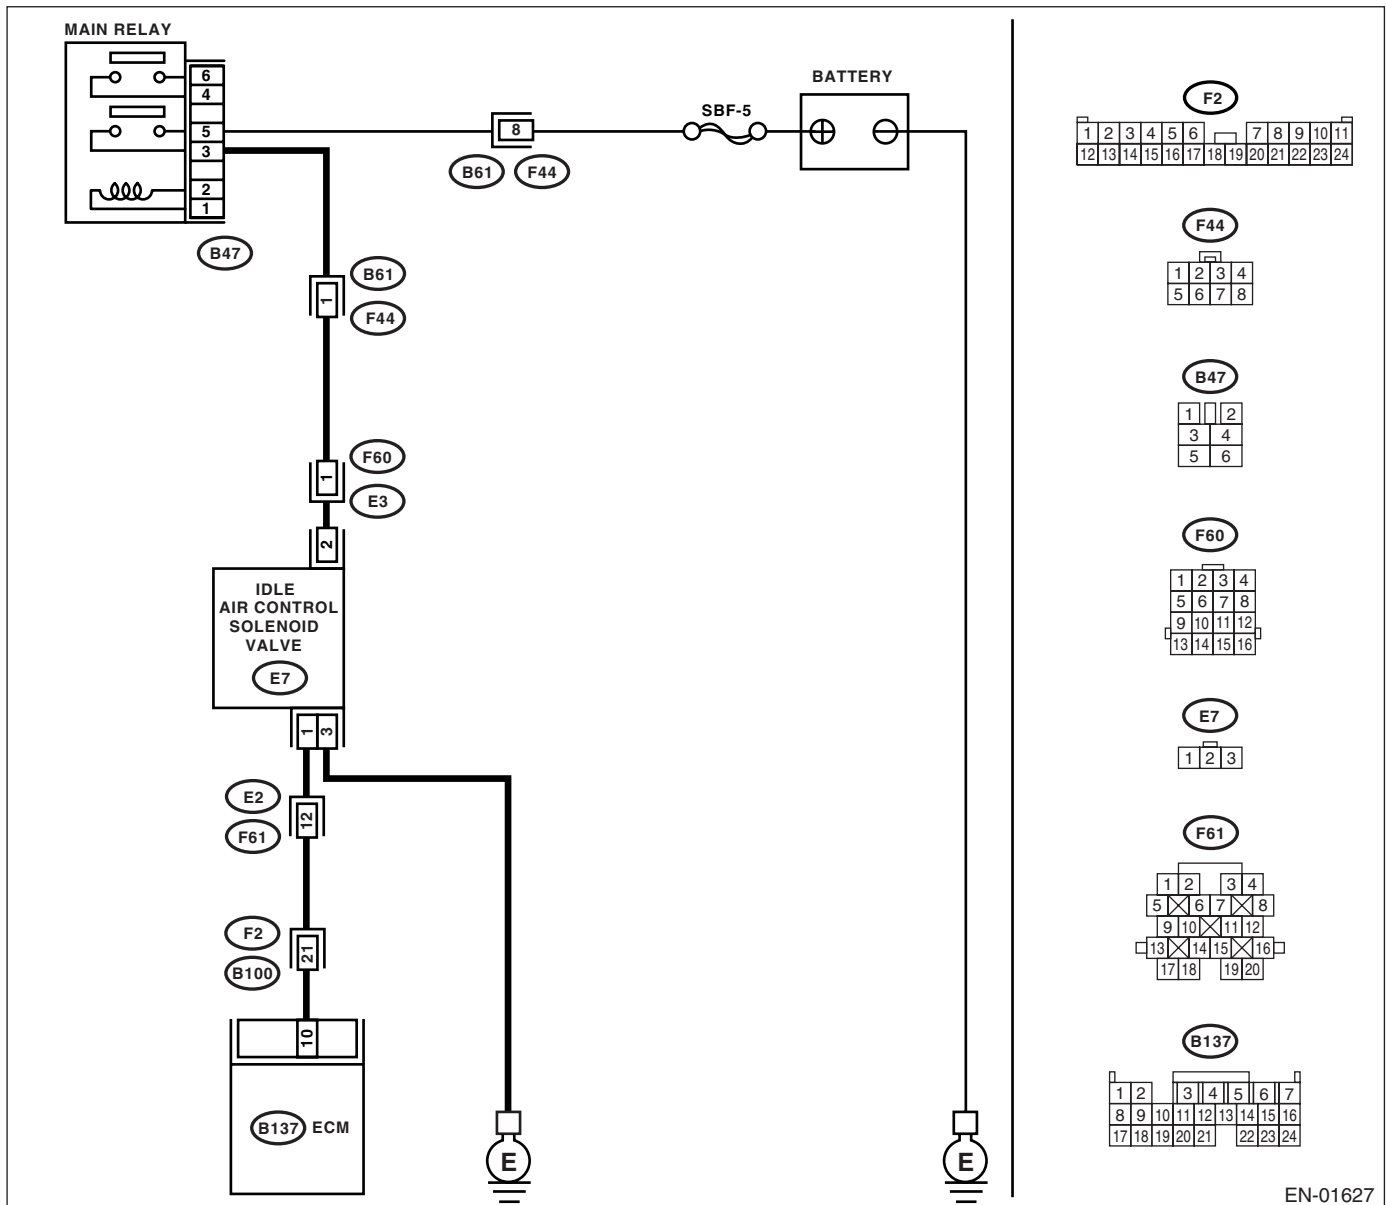 MAIN RELAY
6
4
5
3
2
1
B47
8
B61 F44
SBF-5
BATTERY
1
B61
F44
1
F60
E3
2
IDLE
AIR CONTROL
SOLENOID
VALVE
E7
1 3
12
E2
F61
21
F2
B100
10
B137 ECM
E
E
F2
1 2 3 4 5 6 7 8 9 10 11
12 13 14 15 16 17 18 19 20 21 22 23 24
F44
1 2 3 4
5 6 7 8
B47
1 2
3 4
5 6
F60
1 2 3 4
5 6 7 8
9 10 11 12
13 14 15 16
E7
1 2 3
F61
1 2 3 4
5 6 7 8
9 10 11 12
13 14 15 16
17 18 19 20
B137
1 2 3 4 5 6 7
8 9 10 11 12 13 14 15 16
17 18 19 20 21 22 23 24
EN-01627